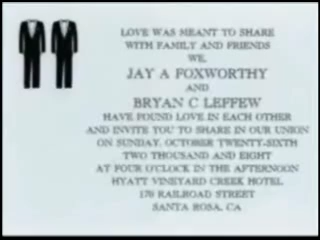 LOVE WAS MEANT TO SHARE
WITH FAMILY AND FRIENDS
WE,
JAY A FOXWORTHY
AND
BRYAN C LEFFEW
HAVE FOUND LOVE IN EACH OTHER
AND INVITE YOU TO SHARE IN OUR UNION
ON SUNDAY, OCTOBER TWENTY-SIXTH
TWO THOUSAND AND EIGHT
AT FOUR O'CLOCK IN THE AFTERNOON
HYATT VINEYARD CREEK HOTEL
170 RAILROAD STREET
SANTA ROSA, CA